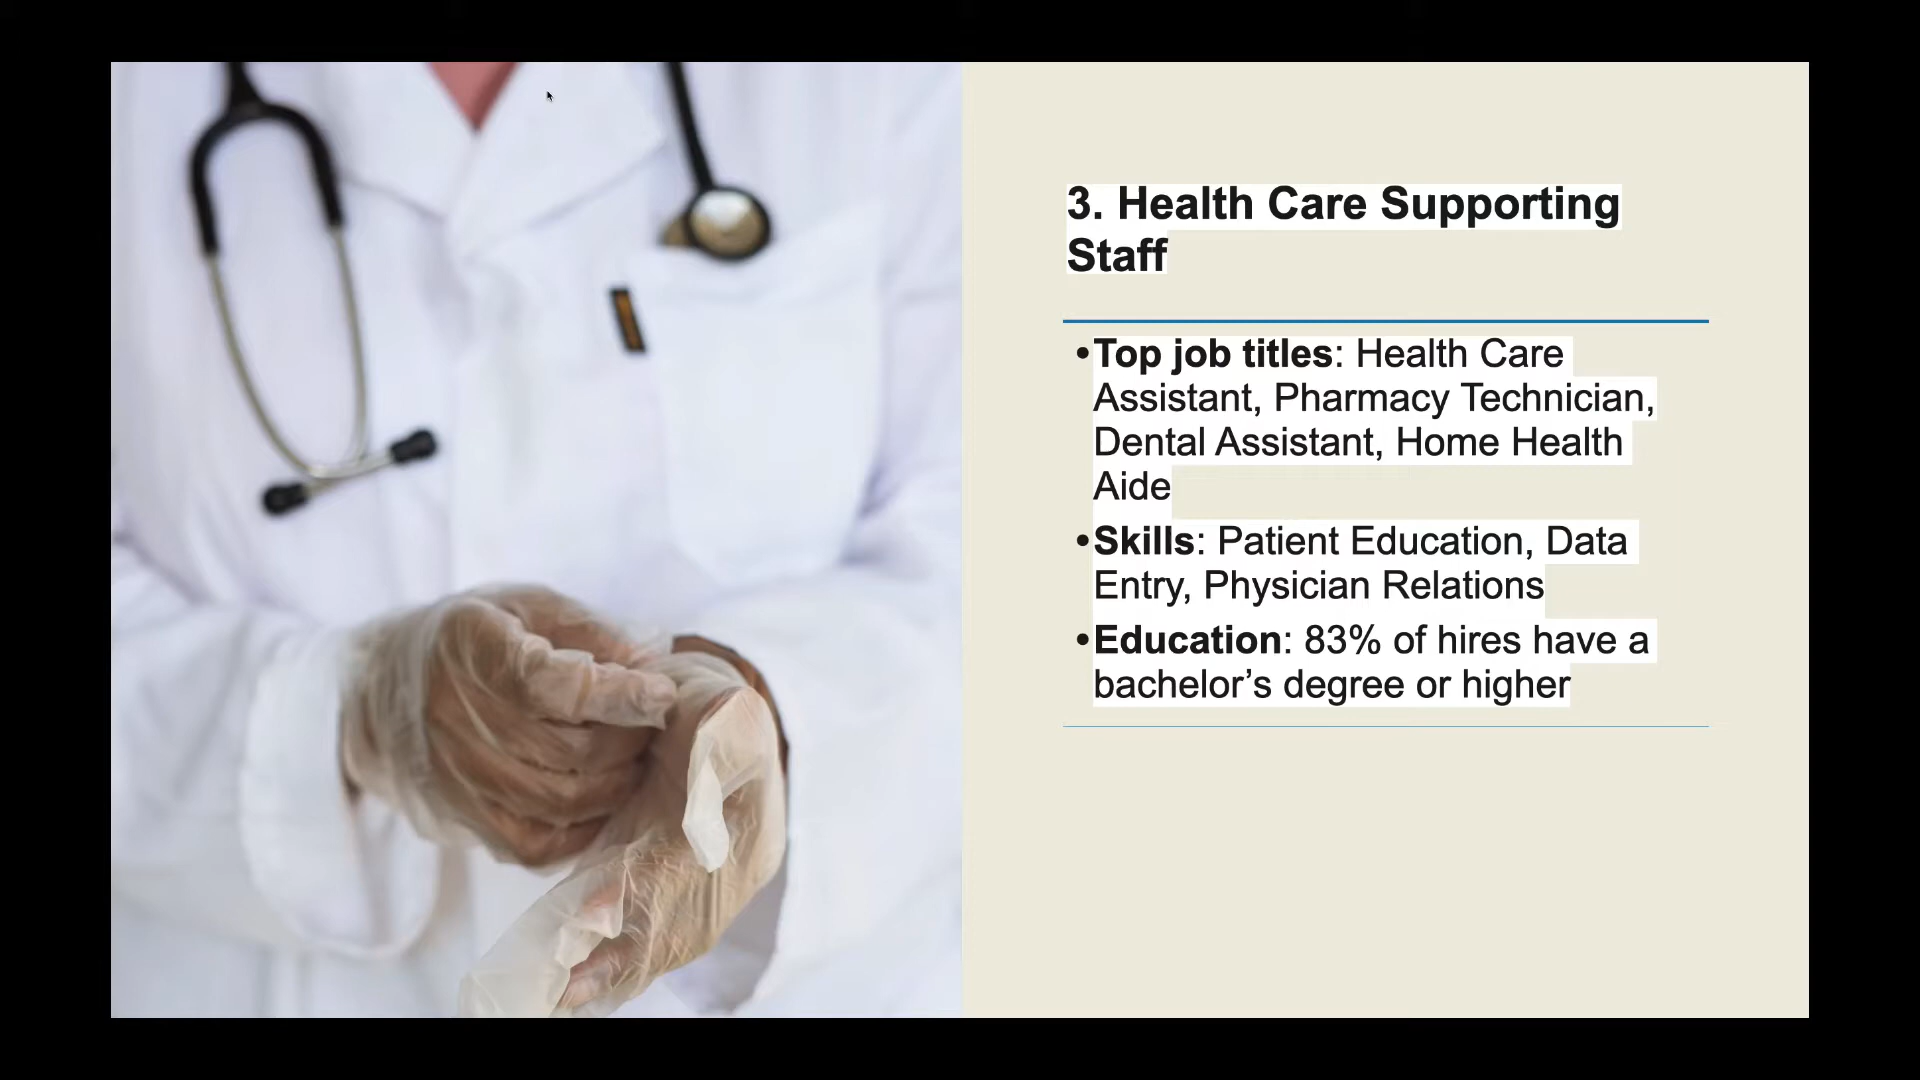 3. Health Care Supporting
Staff
•Top job titles: Health Care
Assistant, Pharmacy Technician,
Dental Assistant, Home Health
Aide
•Skills: Patient Education, Data
Entry, Physician Relations
•Education: 83% of hires have a
bachelor’s degree or higher